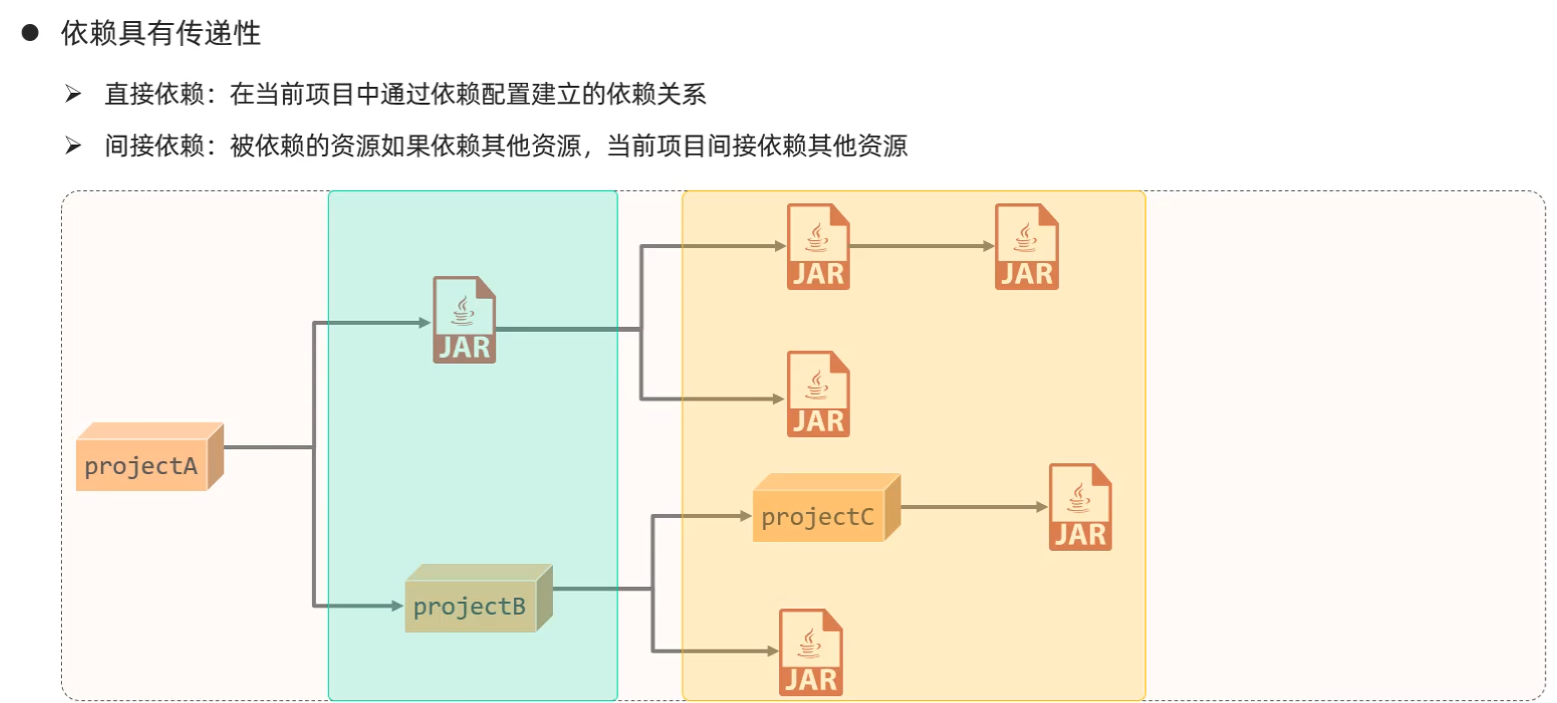 依赖具有传递性
直接依赖：在当前项目中通过依赖配置建立的依赖关系
间接依赖：被依赖的资源如果依赖其他资源，当前项目间接依赖其他资源
JAR
JAR
JAR
JAR
projectA
projectC
JAR
projectB
JAR